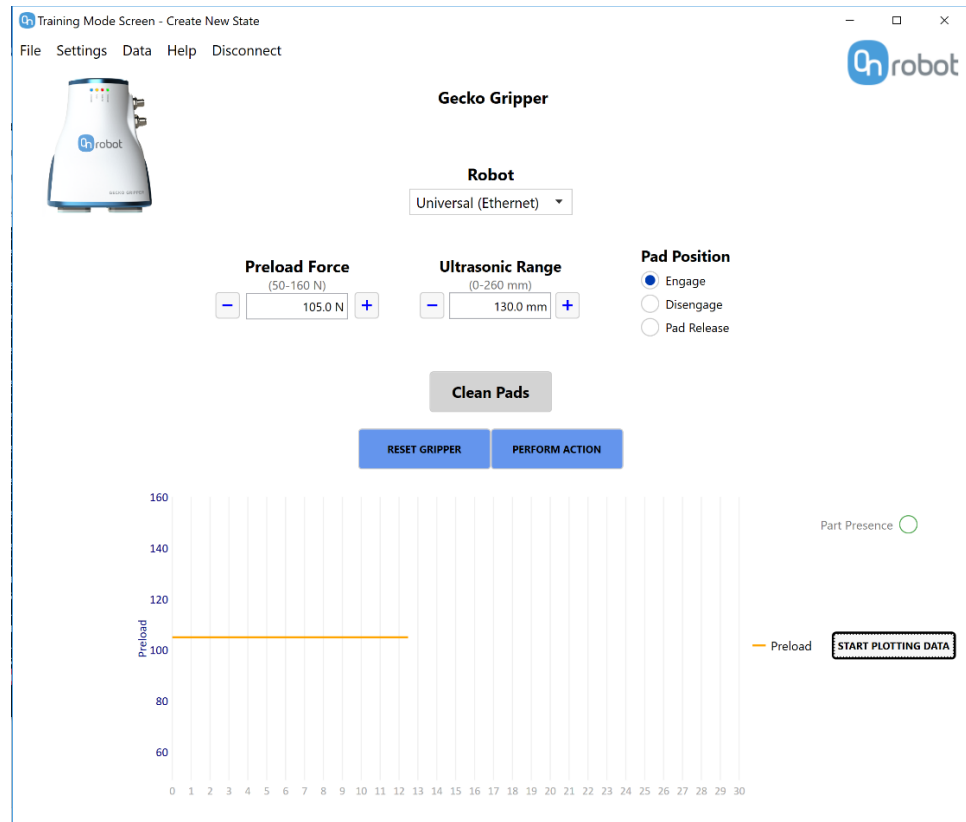 Training Mode Screen - Create New State
File Settings Data Help Disconnect
On robot
Gecko Gripper
On robot
GECKO GRIPPER
Robot
Universal (Ethernet)
Preload Force
(50-160 N)
105.0 N
Ultrasonic Range
(0-260 mm)
130.0 mm
Pad Position
Engage
Disengage
Pad Release
Clean Pads
RESET GRIPPER
PERFORM ACTION
160
140
120
100
80
60
Preload
0 1 2 3 4 5 6 7 8 9 10 11 12 13 14 15 16 17 18 19 20 21 22 23 24 25 26 27 28 29 30
Part Presence
Preload
START PLOTTING DATA